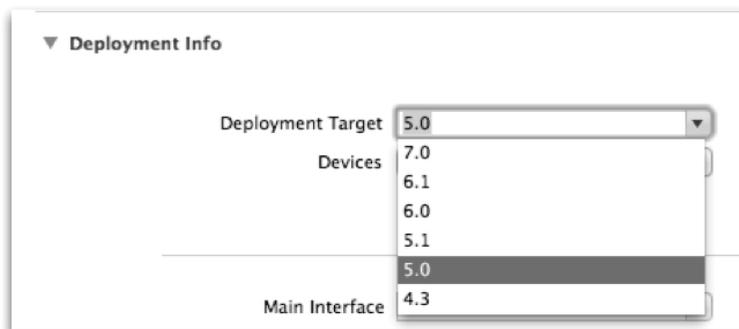 ▼ Deployment Info
Deployment Target 5.0
Devices 7.0
6.1
6.0
5.1
5.0
Main Interface 4.3